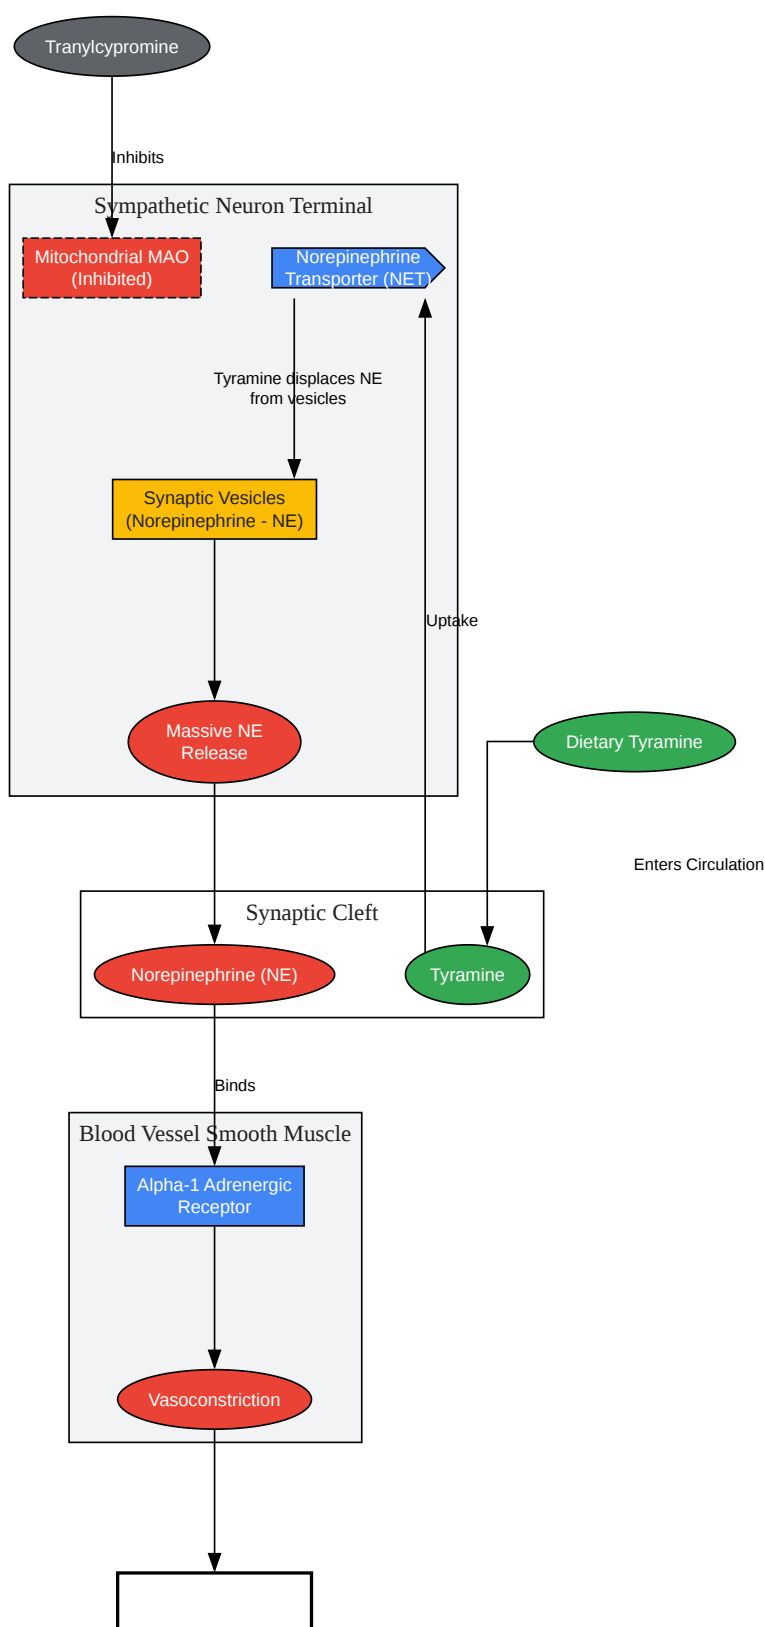 Tranylcypromine
Inhibits
Sympathetic Neuron Terminal
Mitochondrial MAO
(Inhibited)
Norepinephrine
Transporter (NET)
Tyramine displaces NE
from vesicles
Synaptic Vesicles
(Norepinephrine - NE)
Uptake
Massive NE
Release
Dietary Tyramine
Enters Circulation
Synaptic Cleft
Norepinephrine (NE)
Tyramine
Binds
Blood Vessel Smooth Muscle
Alpha-1 Adrenergic
Receptor
Vasoconstriction